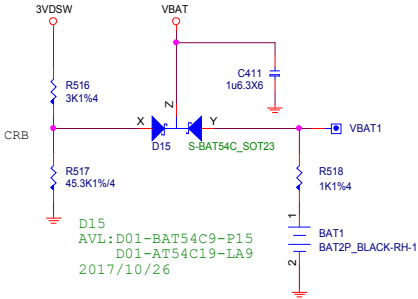 3VDSW
VBAT
R516
3K1%4
C411
1u6.3X6
CRB
X
Z
Y
D15
S-BAT54C_SOT23
VBAT1
R517
45.3K1%/4
R518
1K1%4
D15
AVL:D01-BAT54C9-P15
D01-AT54C19-LA9
2017/10/26
1
BAT1
BAT2P_BLACK-RH-1
2